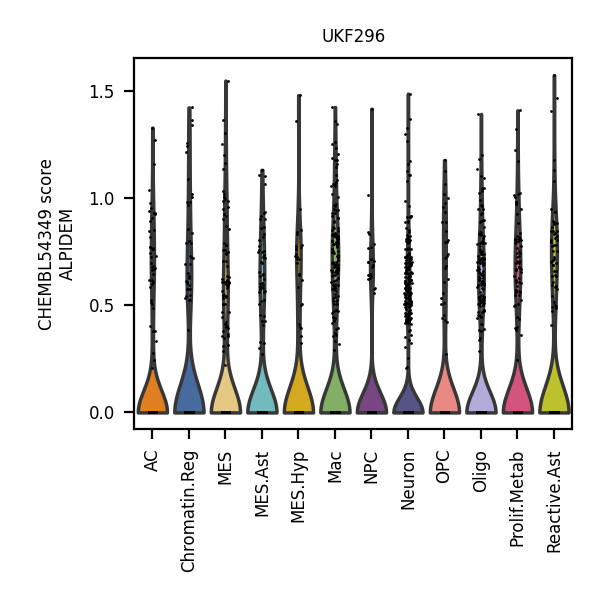 UKF296
CHEMBL54349 score
ALPIDEM
1.5
1.0
0.5
0.0
AC
Chromatin.Reg
MES
MES.Ast
MES.Hyp
Mac
NPC
Neuron
OPC
Oligo
Prolif.Metab
Reactive.Ast